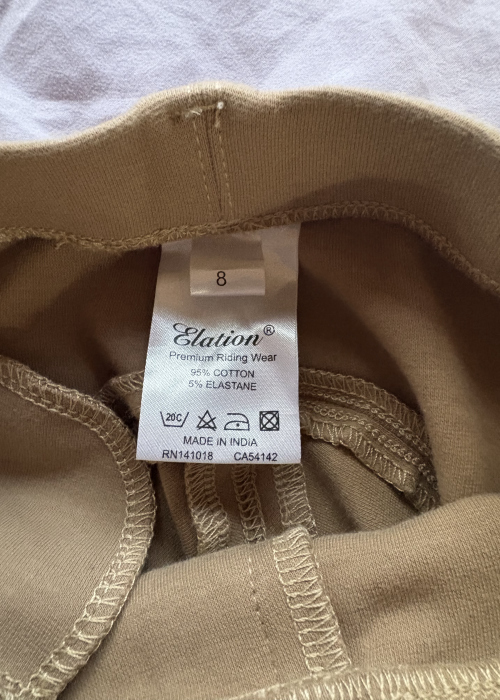 8
Elation®
Premium Riding Wear
95% COTTON
5% ELASTANE
20C
MADE IN INDIA
RN141018 CA54142